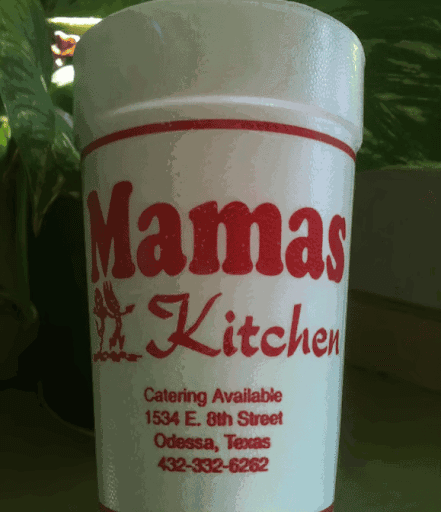 Mamas
Kitchen
Catering Available
1534 E. 8th Street
Odessa, Texas
432-332-6262